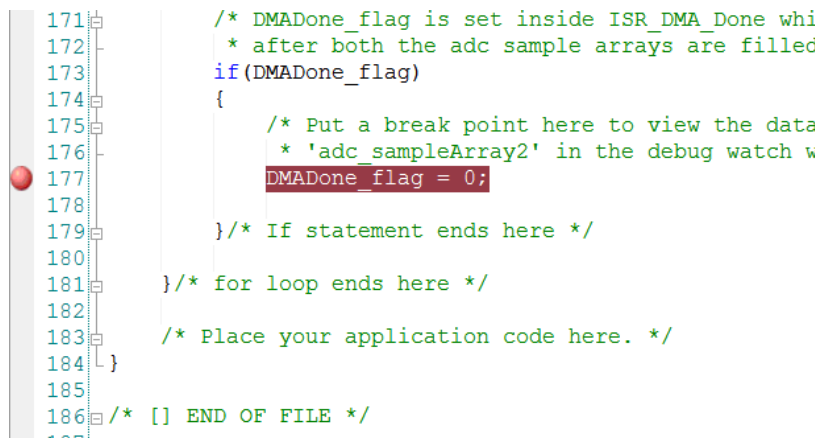 171 /* DMADone_flag is set inside ISR_DMA_Done whi
172 * after both the adc sample arrays are filled
173 if(DMADone_flag)
174 {
175 /* Put a break point here to view the data
176 * 'adc_sampleArray2' in the debug watch w
177 DMADone_flag = 0;
178
179 }/* If statement ends here */
180
181 }/* for loop ends here */
182
183 /* Place your application code here. */
184 }
185
186 /* [] END OF FILE */